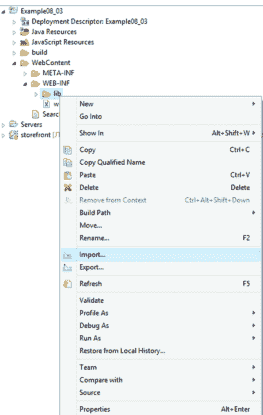 Example08_03
Deployment Descriptor: Example08_03
Java Resources
JavaScript Resources
build
WebContent
META-INF
WEB-INF
lib
New
Go Into
Show In Alt+Shift+W
Copy Ctrl+C
Copy Qualified Name
Paste Ctrl+V
Delete Delete
Remove from Context Ctrl+Alt+Shift+Down
Build Path
Move...
Rename... F2
Import...
Export...
Refresh F5
Validate
Profile As
Debug As
Run As
Restore from Local History...
Team
Compare with
Source
Properties Alt+Enter
w
Searc
Servers
storefront